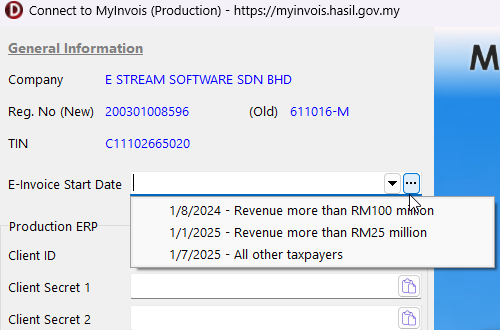 D Connect to MyInvois (Production) - https://myinvois.hasil.gov.my
General Information
Company E STREAM SOFTWARE SDN BHD
Reg. No (New) 200301008596 (Old) 611016-M
TIN C11102665020
E-Invoice Start Date
1/8/2024 - Revenue more than RM100 million
1/1/2025 - Revenue more than RM25 million
1/7/2025 - All other taxpayers
Production ERP
Client ID
Client Secret 1
Client Secret 2
M